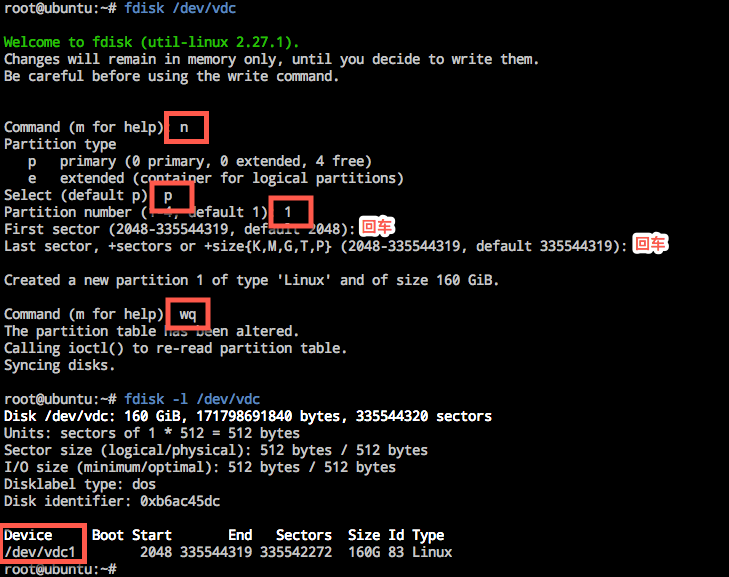 root@ubuntu:~# fdisk /dev/vdc
Welcome to fdisk (util-linux 2.27.1).
Changes will remain in memory only, until you decide to write them.
Be careful before using the write command.
Command (m for help) n
Partition type
p primary (0 primary, 0 extended, 4 free)
e extended (container for logical partitions)
Select (default p) p
Partition number (1-4, default 1) 1
First sector (2048-335544319, default 2048): 回车
Last sector, +sectors or +size{K,M,G,T,P} (2048-335544319, default 335544319): 回车
Created a new partition 1 of type 'Linux' and of size 160 GiB.
Command (m for help) wq
The partition table has been altered.
Calling ioctl() to re-read partition table.
Syncing disks.
root@ubuntu:~# fdisk -l /dev/vdc
Disk /dev/vdc: 160 GiB, 171798691840 bytes, 335544320 sectors
Units: sectors of 1 * 512 = 512 bytes
Sector size (logical/physical): 512 bytes / 512 bytes
I/O size (minimum/optimal): 512 bytes / 512 bytes
Disklabel type: dos
Disk identifier: 0xb6ac45dc
Device Boot Start End Sectors Size Id Type
/dev/vdc1 2048 335544319 335542272 160G 83 Linux
root@ubuntu:~#